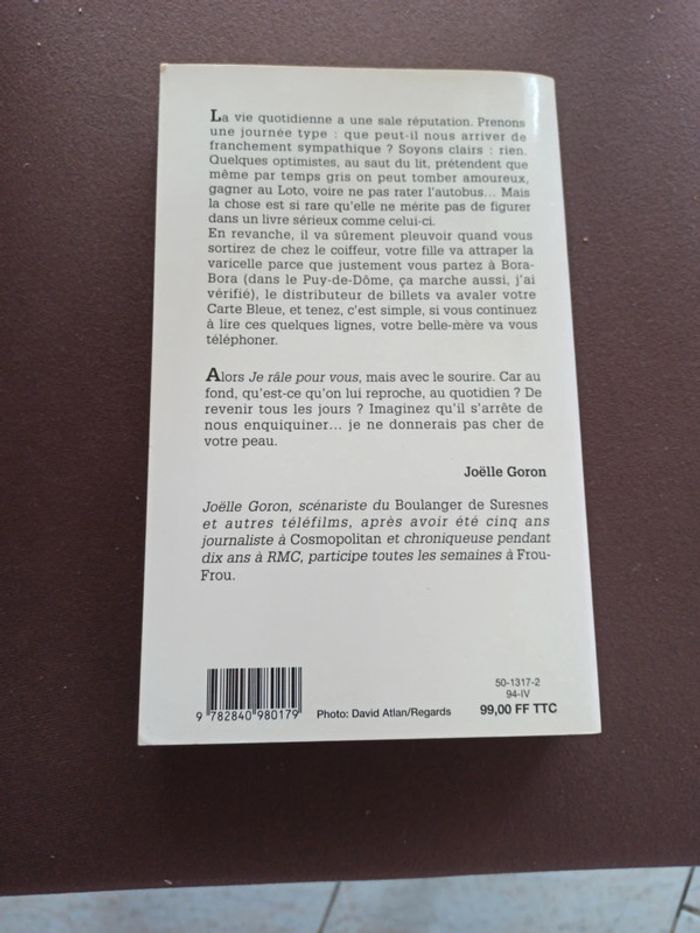 La vie quotidienne a une sale réputation. Prenons
une journée type : que peut-il nous arriver de
franchement sympathique ? Soyons clairs : rien.
Quelques optimistes, au saut du lit, prétendent que
même par temps gris on peut tomber amoureux,
gagner au Loto, voire ne pas rater l'autobus... Mais
la chose est si rare qu'elle ne mérite pas de figurer
dans un livre sérieux comme celui-ci.
En revanche, il va sûrement pleuvoir quand vous
sortirez de chez le coiffeur, votre fille va attraper la
varicelle parce que justement vous partez à Bora-
Bora (dans le Puy-de-Dôme, ça marche aussi, j'ai
vérifié), le distributeur de billets va avaler votre
Carte Bleue, et tenez, c'est simple, si vous continuez
à lire ces quelques lignes, votre belle-mère va vous
téléphoner.
Alors Je râle pour vous, mais avec le sourire. Car au
fond, qu'est-ce qu'on lui reproche, au quotidien ? De
revenir tous les jours ? Imaginez qu'il s'arrête de
nous enquiquiner... je ne donnerais pas cher de
votre peau.
Joëlle Goron
Joëlle Goron, scénariste du Boulanger de Suresnes
et autres téléfilms, après avoir été cinq ans
journaliste à Cosmopolitan et chroniqueuse pendant
dix ans à RMC, participe toutes les semaines à Frou-
Frou.
9 782840 980179
Photo: David Atlan/Regards
50-1317-2
94-IV
99,00 FF TTC